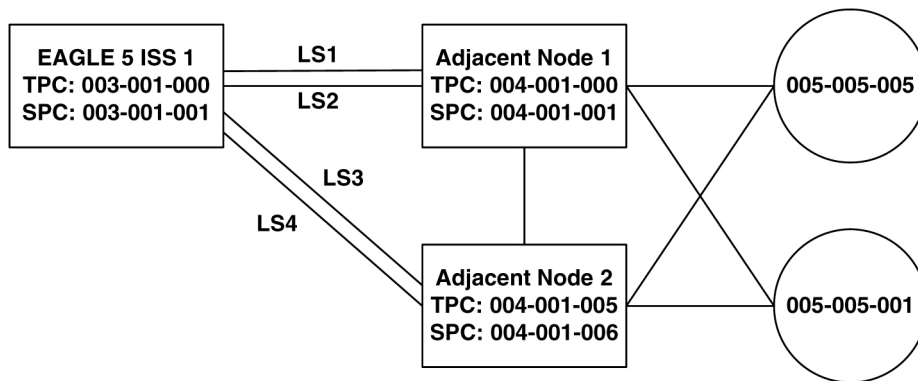 EAGLE 5 ISS 1
TPC: 003-001-000
SPC: 003-001-001
LS1
LS2
Adjacent Node 1
TPC: 004-001-000
SPC: 004-001-001
005-005-005
LS3
LS4
Adjacent Node 2
TPC: 004-001-005
SPC: 004-001-006
005-005-001